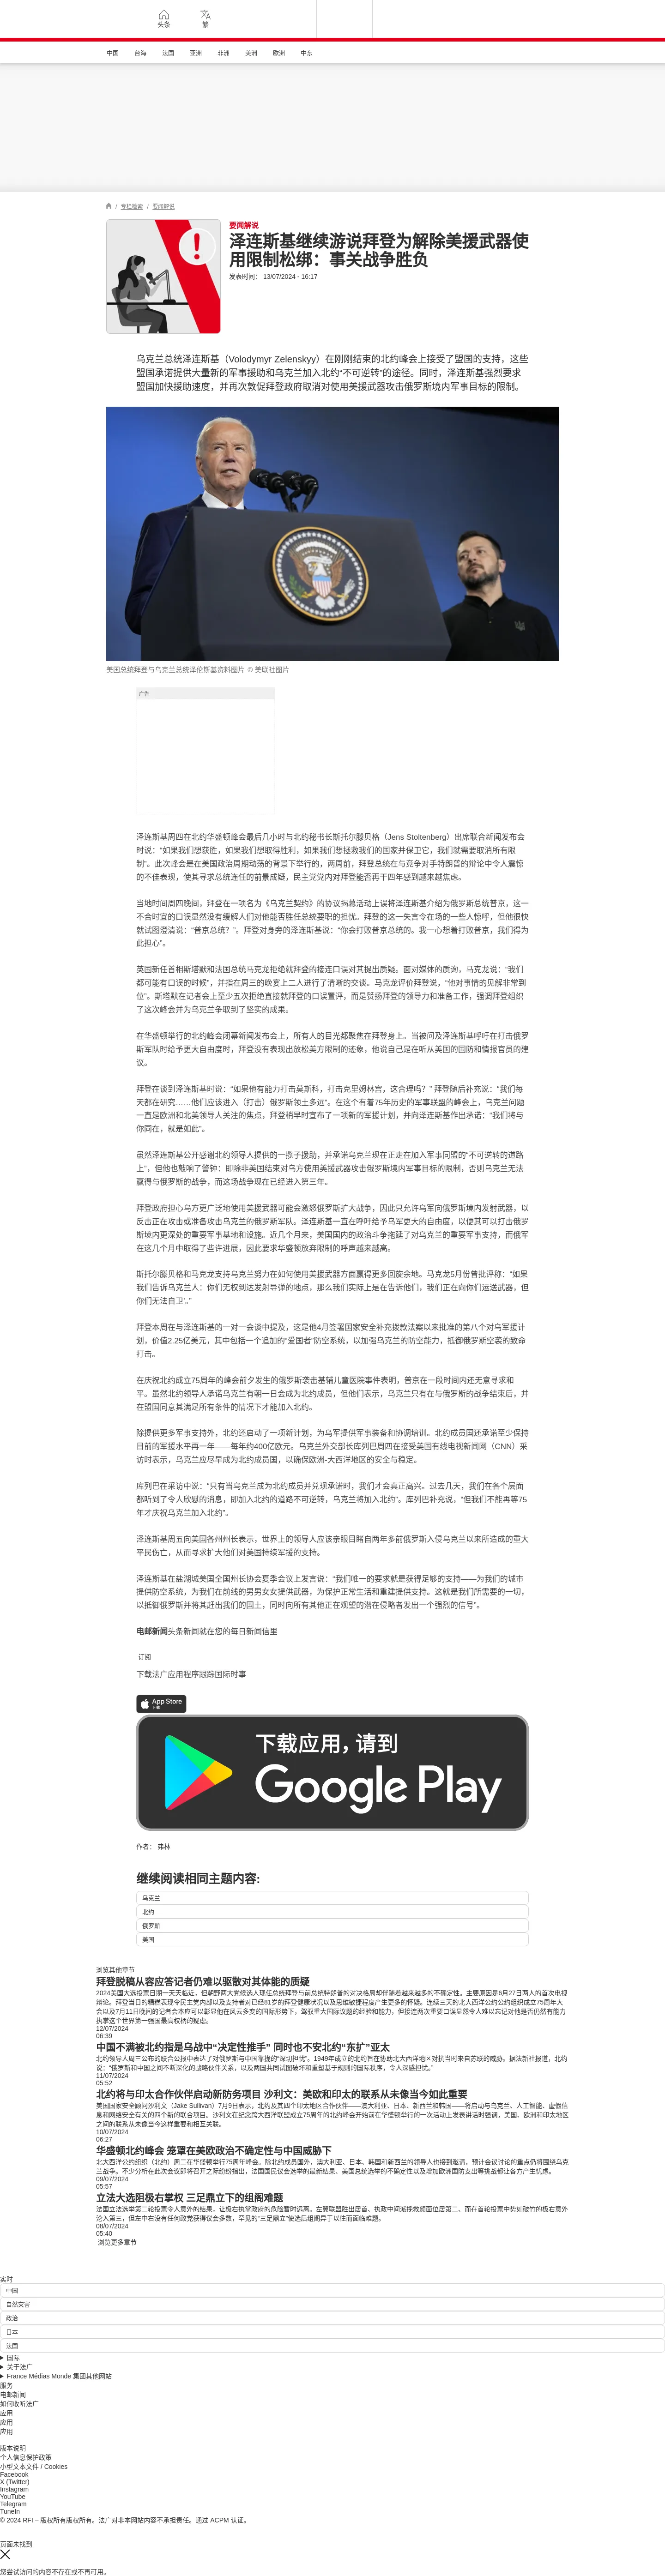 头条
繁
中国 台海 法国 亚洲 非洲 美洲 欧洲 中东
/ 专栏检索 / 要闻解说
要闻解说
泽连斯基继续游说拜登为解除美援武器使
用限制松绑：事关战争胜负
发表时间： 13/07/2024 - 16:17
乌克兰总统泽连斯基（Volodymyr Zelenskyy）在刚刚结束的北约峰会上接受了盟国的支持，这些
盟国承诺提供大量新的军事援助和乌克兰加入北约“不可逆转”的途径。同时，泽连斯基强烈要求
盟国加快援助速度，并再次敦促拜登政府取消对使用美援武器攻击俄罗斯境内军事目标的限制。
美国总统拜登与乌克兰总统泽伦斯基资料图片 © 美联社图片
广告
泽连斯基周四在北约华盛顿峰会最后几小时与北约秘书长斯托尔滕贝格（Jens Stoltenberg）出席联合新闻发布会
时说：“如果我们想获胜，如果我们想取得胜利，如果我们想拯救我们的国家并保卫它，我们就需要取消所有限
制”。此次峰会是在美国政治周期动荡的背景下举行的，两周前，拜登总统在与竞争对手特朗普的辩论中令人震惊
的不佳表现，使其寻求总统连任的前景成疑，民主党党内对拜登能否再干四年感到越来越焦虑。
当地时间周四晚间，拜登在一项名为《乌克兰契约》的协议揭幕活动上误将泽连斯基介绍为俄罗斯总统普京，这一
不合时宜的口误显然没有缓解人们对他能否胜任总统要职的担忧。拜登的这一失言令在场的一些人惊呼，但他很快
就试图澄清说：“普京总统？”。拜登对身旁的泽连斯基说：“你会打败普京总统的。我一心想着打败普京，我们得为
此担心”。
英国新任首相斯塔默和法国总统马克龙拒绝就拜登的接连口误对其提出质疑。面对媒体的质询，马克龙说：“我们
都可能有口误的时候”，并指在周三的晚宴上二人进行了清晰的交谈。马克龙评价拜登说，“他对事情的见解非常到
位”。斯塔默在记者会上至少五次拒绝直接就拜登的口误置评，而是赞扬拜登的领导力和准备工作，强调拜登组织
了这次峰会并为乌克兰争取到了坚实的成果。
在华盛顿举行的北约峰会闭幕新闻发布会上，所有人的目光都聚焦在拜登身上。当被问及泽连斯基呼吁在打击俄罗
斯军队时给予更大自由度时，拜登没有表现出放松美方限制的迹象，他说自己是在听从美国的国防和情报官员的建
议。
拜登在谈到泽连斯基时说：“如果他有能力打击莫斯科，打击克里姆林宫，这合理吗？ ” 拜登随后补充说：“我们每
天都在研究……他们应该进入（打击）俄罗斯领土多远”。在这个有着75年历史的军事联盟的峰会上，乌克兰问题
一直是欧洲和北美领导人关注的焦点，拜登稍早时宣布了一项新的军援计划，并向泽连斯基作出承诺：“我们将与
你同在，就是如此”。
虽然泽连斯基公开感谢北约领导人提供的一揽子援助，并承诺乌克兰现在正走在加入军事同盟的“不可逆转的道路
上”，但他也敲响了警钟：即除非美国结束对乌方使用美援武器攻击俄罗斯境内军事目标的限制，否则乌克兰无法
赢得与俄罗斯的战争，而这场战争现在已经进入第三年。
拜登政府担心乌方更广泛地使用美援武器可能会激怒俄罗斯扩大战争，因此只允许乌军向俄罗斯境内发射武器，以
反击正在攻击或准备攻击乌克兰的俄罗斯军队。泽连斯基一直在呼吁给予乌军更大的自由度，以便其可以打击俄罗
斯境内更深处的重要军事基地和设施。近几个月来，美国国内的政治斗争拖延了对乌克兰的重要军事支持，而俄军
在这几个月中取得了些许进展，因此要求华盛顿放弃限制的呼声越来越高。
斯托尔滕贝格和马克龙支持乌克兰努力在如何使用美援武器方面赢得更多回旋余地。马克龙5月份曾批评称：“如果
我们告诉乌克兰人：你们无权到达发射导弹的地点，那么我们实际上是在告诉他们，我们正在向你们运送武器，但
你们无法自卫’。”
拜登本周在与泽连斯基的一对一会谈中提及，这是他4月签署国家安全补充拨款法案以来批准的第八个对乌军援计
划，价值2.25亿美元，其中包括一个追加的“爱国者”防空系统，以加强乌克兰的防空能力，抵御俄罗斯空袭的致命
打击。
在庆祝北约成立75周年的峰会前夕发生的俄罗斯袭击基辅儿童医院事件表明，普京在一段时间内还无意寻求和
平。虽然北约领导人承诺乌克兰有朝一日会成为北约成员，但他们表示，乌克兰只有在与俄罗斯的战争结束后，并
在盟国同意其满足所有条件的情况下才能加入北约。
除提供更多军事支持外，北约还启动了一项新计划，为乌军提供军事装备和协调培训。北约成员国还承诺至少保持
目前的军援水平再一年——每年约400亿欧元。乌克兰外交部长库列巴周四在接受美国有线电视新闻网（CNN）采
访时表示，乌克兰应尽早成为北约成员国，以确保欧洲-大西洋地区的安全与稳定。
库列巴在采访中说：“只有当乌克兰成为北约成员并兑现承诺时，我们才会真正高兴。过去几天，我们在各个层面
都听到了令人欣慰的消息，即加入北约的道路不可逆转，乌克兰将加入北约”。库列巴补充说，“但我们不能再等75
年才庆祝乌克兰加入北约”。
泽连斯基周五向美国各州州长表示，世界上的领导人应该亲眼目睹自两年多前俄罗斯入侵乌克兰以来所造成的重大
平民伤亡，从而寻求扩大他们对美国持续军援的支持。
泽连斯基在盐湖城美国全国州长协会夏季会议上发言说：“我们唯一的要求就是获得足够的支持——为我们的城市
提供防空系统，为我们在前线的男男女女提供武器，为保护正常生活和重建提供支持。这就是我们所需要的一切，
以抵御俄罗斯并将其赶出我们的国土，同时向所有其他正在观望的潜在侵略者发出一个强烈的信号”。
电邮新闻头条新闻就在您的每日新闻信里
订阅
下载法广应用程序跟踪国际时事
App Store
下载
下载应用，请到
Google Play
作者： 弗林
继续阅读相同主题内容:
乌克兰
北约
俄罗斯
美国
浏览其他章节
拜登脱稿从容应答记者仍难以驱散对其体能的质疑
2024美国大选投票日期一天天临近，但朝野两大党候选人现任总统拜登与前总统特朗普的对决格局却伴随着越来越多的不确定性。主要原因是6月27日两人的首次电视
辩论。拜登当日的糟糕表现令民主党内部以及支持者对已经81岁的拜登健康状况以及思维敏捷程度产生更多的怀疑。连续三天的北大西洋公约公约组织成立75周年大
会以及7月11日晚间的记者会本应可以彰显他在风云多变的国际形势下，驾驭重大国际议题的经验和能力，但接连两次重要口误显然令人难以忘记对他是否仍然有能力
执掌这个世界第一强国最高权柄的疑虑。
12/07/2024
06:39
中国不满被北约指是乌战中“决定性推手” 同时也不安北约“东扩”亚太
北约领导人周三公布的联合公报中表达了对俄罗斯与中国靠拢的“深切担忧”。1949年成立的北约旨在协助北大西洋地区对抗当时来自苏联的威胁。据法新社报道，北约
说：“俄罗斯和中国之间不断深化的战略伙伴关系，以及两国共同试图破坏和重塑基于规则的国际秩序，令人深感担忧。”
11/07/2024
05:52
北约将与印太合作伙伴启动新防务项目 沙利文：美欧和印太的联系从未像当今如此重要
美国国家安全顾问沙利文（Jake Sullivan）7月9日表示，北约及其四个印太地区合作伙伴——澳大利亚、日本、新西兰和韩国——将启动与乌克兰、人工智能、虚假信
息和网络安全有关的四个新的联合项目。沙利文在纪念跨大西洋联盟成立75周年的北约峰会开始前在华盛顿举行的一次活动上发表讲话时强调，美国、欧洲和印太地区
之间的联系从未像当今这样重要和相互关联。
10/07/2024
06:27
华盛顿北约峰会 笼罩在美欧政治不确定性与中国威胁下
北大西洋公约组织（北约）周二在华盛顿举行75周年峰会。除北约成员国外，澳大利亚、日本、韩国和新西兰的领导人也接到邀请。预计会议讨论的重点仍将围绕乌克
兰战争。不少分析在此次会议即将召开之际纷纷指出，法国国民议会选举的最新结果、美国总统选举的不确定性以及增加欧洲国防支出等挑战都让各方产生忧虑。
09/07/2024
05:57
立法大选阻极右掌权 三足鼎立下的组阁难题
法国立法选举第二轮投票令人意外的结果，让极右执掌政府的危险暂时远离。左翼联盟胜出居首、执政中间派挽救颜面位居第二、而在首轮投票中势如破竹的极右意外
沦入第三，但左中右没有任何政党获得议会多数，罕见的“三足鼎立”使选后组阁异于以往而面临难题。
08/07/2024
05:40
浏览更多章节
实时
中国
自然灾害
政治
日本
法国
国际
关于法广
France Médias Monde 集团其他网站
服务
电邮新闻
如何收听法广
应用
应用
应用
版本说明
个人信息保护政策
小型文本文件 / Cookies
Facebook
X (Twitter)
Instagram
YouTube
Telegram
TuneIn
© 2024 RFI – 版权所有版权所有。法广对非本网站内容不承担责任。通过 ACPM 认证。
页面未找到
您尝试访问的内容不存在或不再可用。